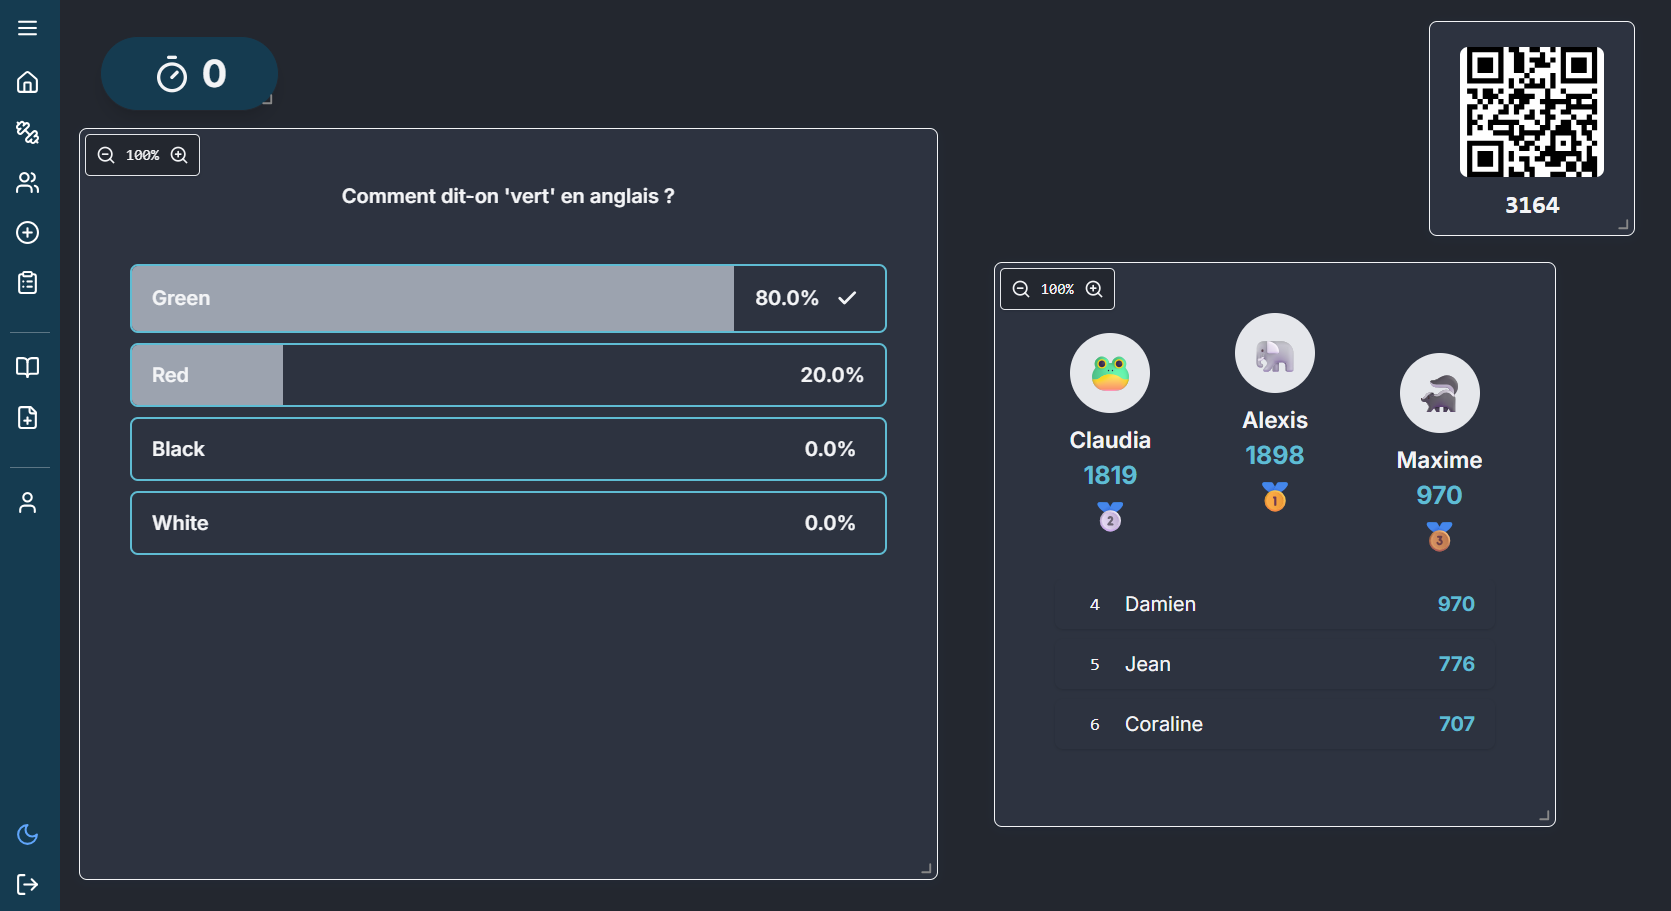 0
100%
Comment dit-on 'vert' en anglais ?
Green 80.0%
Red 20.0%
Black 0.0%
White 0.0%
3164
100%
Claudia
1819
2
Alexis
1898
1
Maxime
970
3
4 Damien 970
5 Jean 776
6 Coraline 707